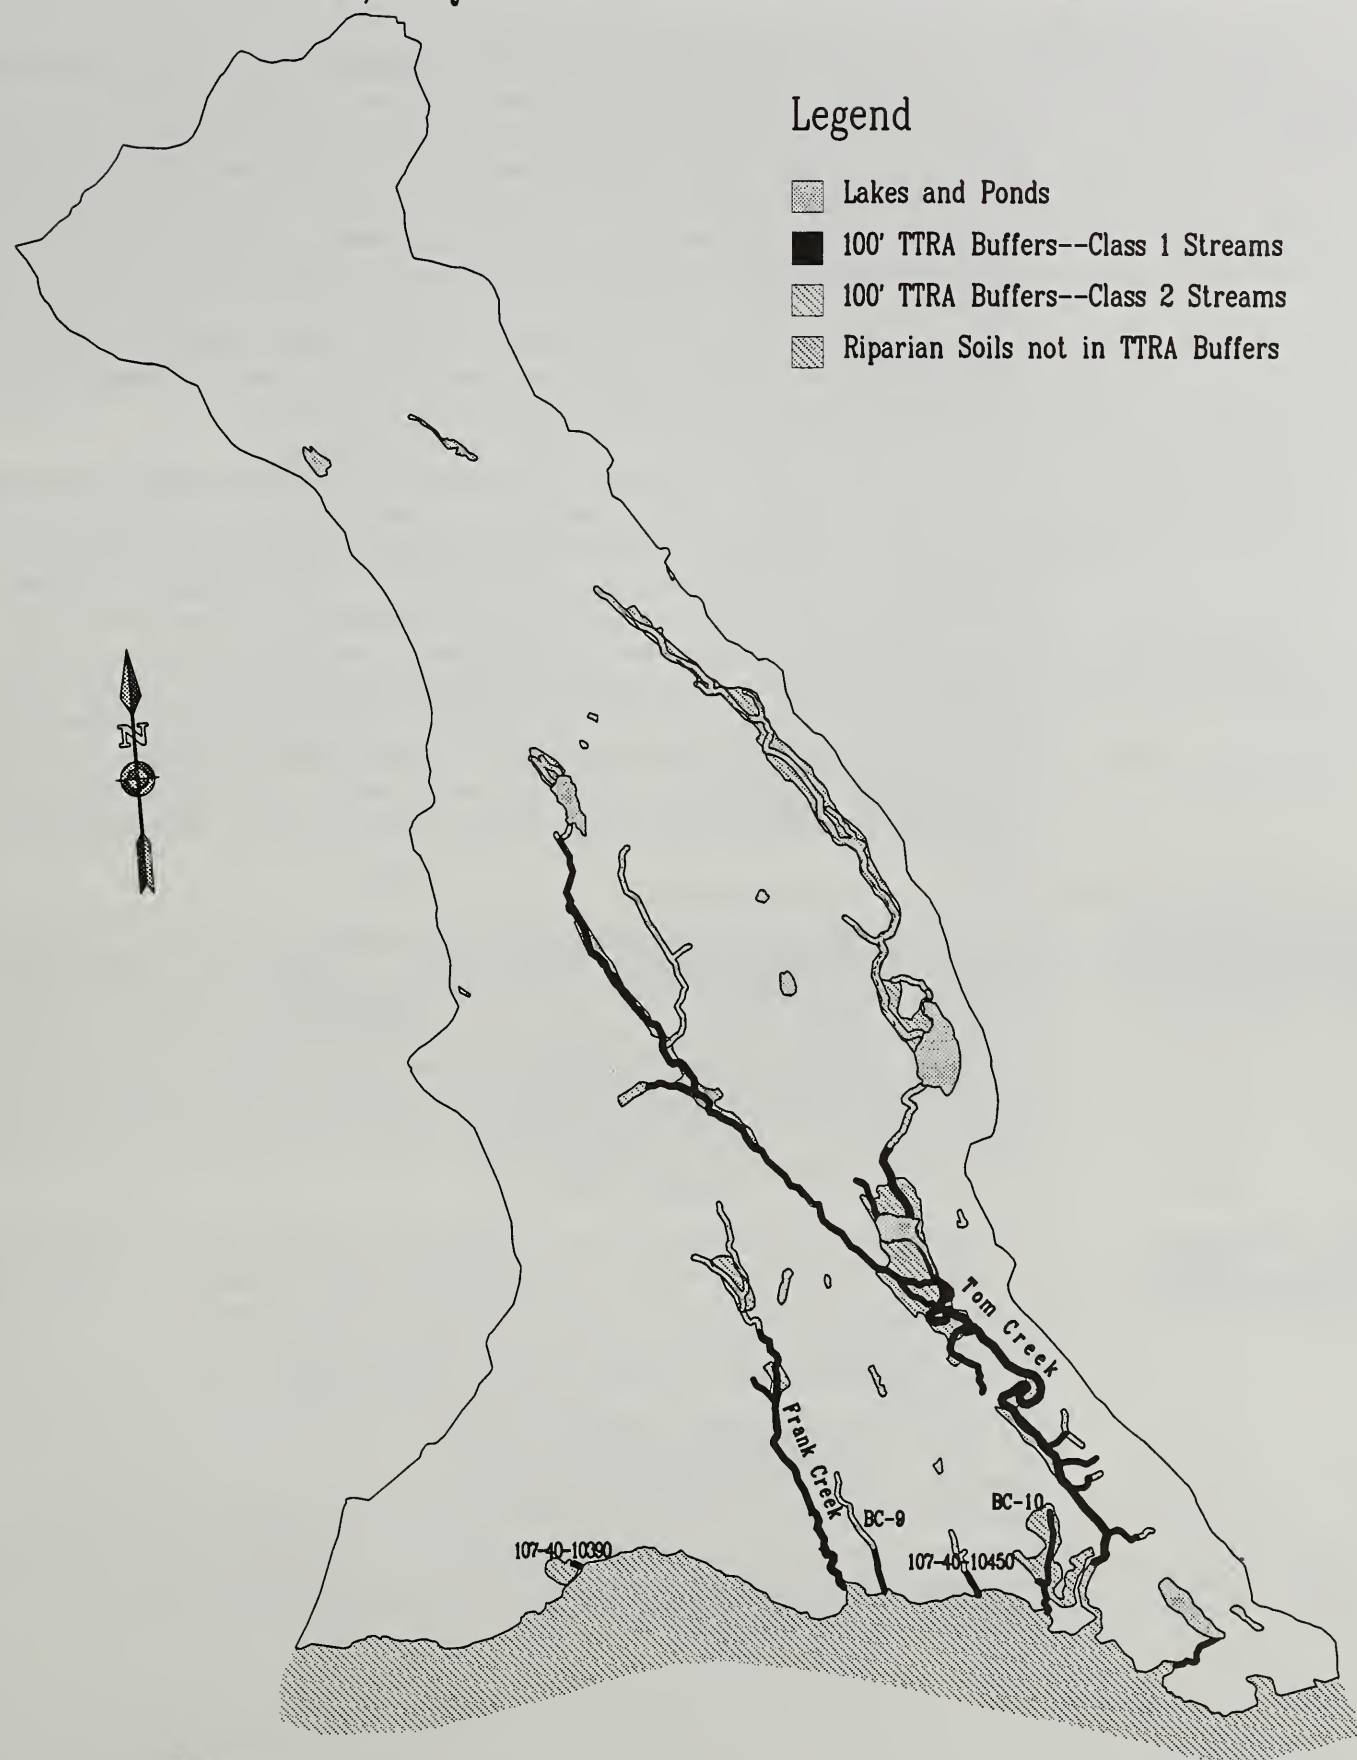 Legend
Lakes and Ponds
100' TTRA Buffers--Class 1 Streams
100' TTRA Buffers--Class 2 Streams
Riparian Soils not in TTRA Buffers
N
Tom Creek
Frank Creek
BC-9
BC-10
107-40-10390
107-40-10450